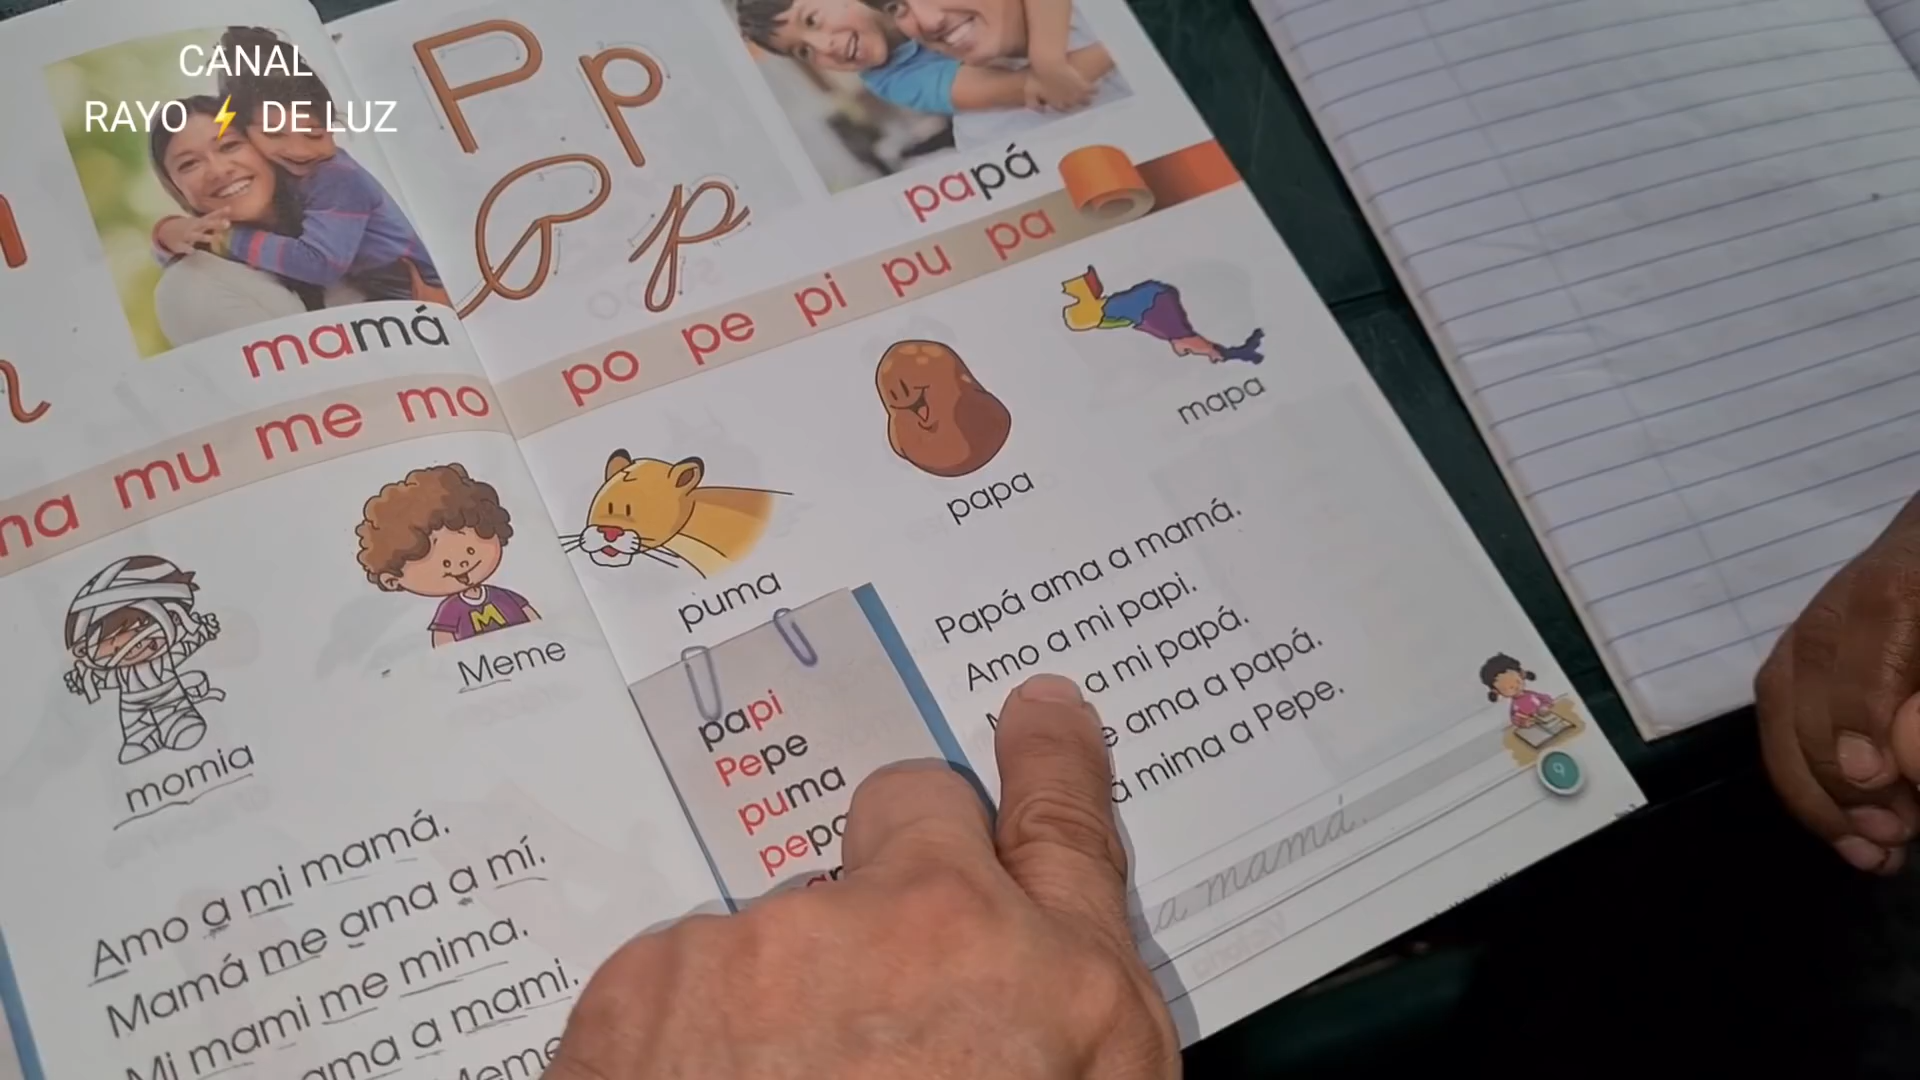 CANAL
RAYO ⚡ DE LUZ
mamá
mu me mo
momia
Meme
Amo a mi mamá.
Mamá me ama a mí.
Mi mami me mima.
ama a mami.
P p
P p
papá
po pe pi pu pa
puma
papa
mapa
papi
Pepe
puma
Papá ama a mamá.
Amo a mi papi.
a mi papá.
ama a papá.
mima a Pepe.
a mamá.
9